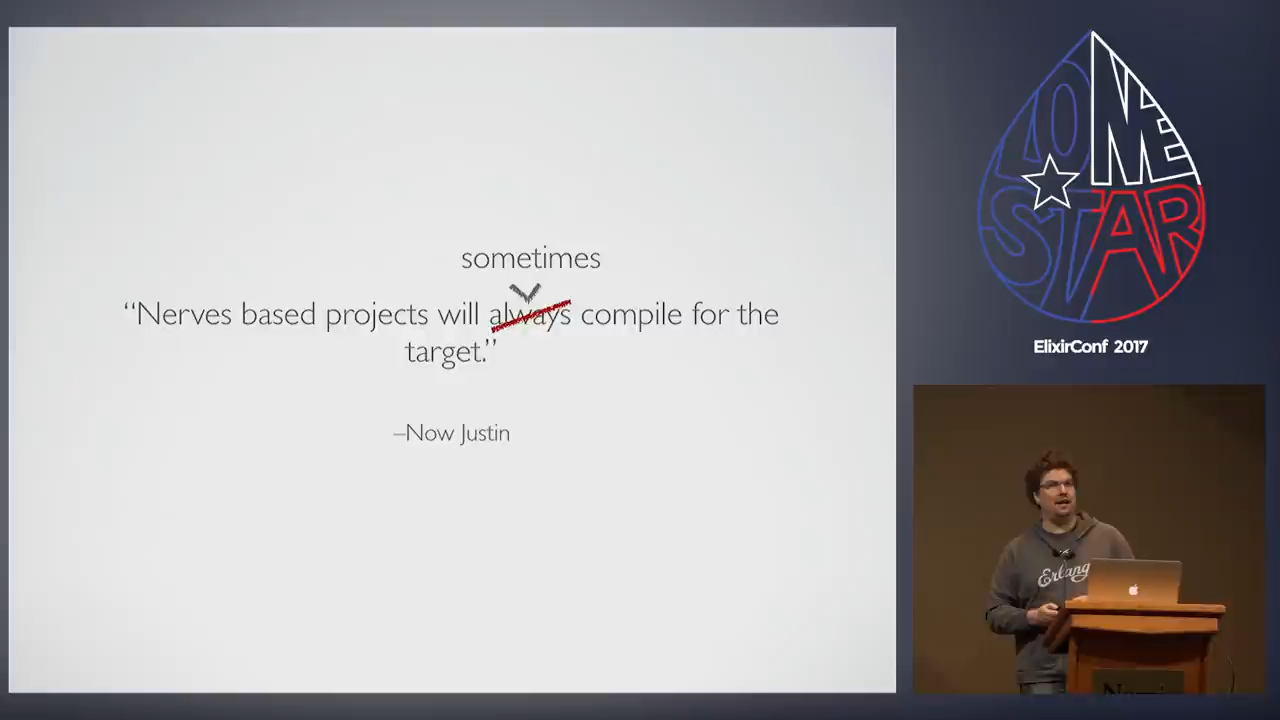 sometimes
“Nerves based projects will always compile for the
target.”
–Now Justin
LONE
STAR
ElixirConf 2017
Erlang